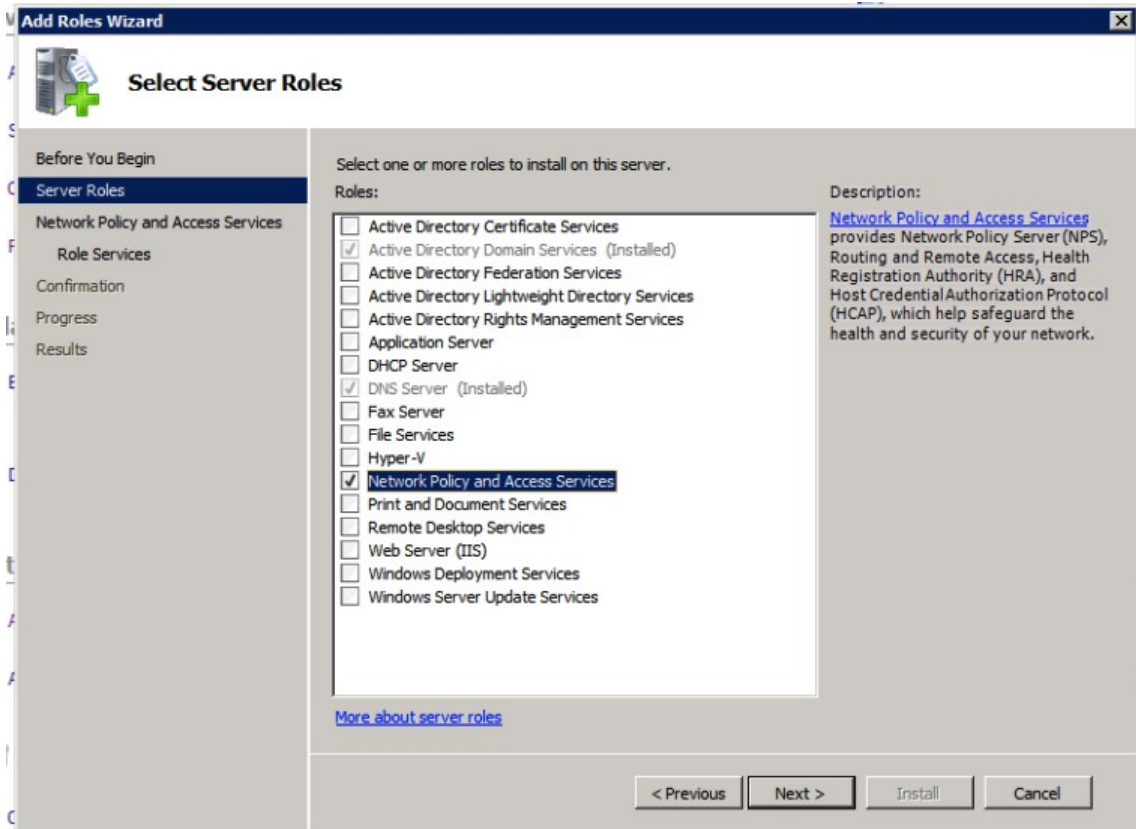 Add Roles Wizard
Select Server Roles
Before You Begin
Server Roles
Network Policy and Access Services
Role Services
Confirmation
Progress
Results
Select one or more roles to install on this server.
Roles:
Active Directory Certificate Services
Active Directory Domain Services (Installed)
Active Directory Federation Services
Active Directory Lightweight Directory Services
Active Directory Rights Management Services
Application Server
DHCP Server
DNS Server (Installed)
Fax Server
File Services
Hyper-V
Network Policy and Access Services
Print and Document Services
Remote Desktop Services
Web Server (IIS)
Windows Deployment Services
Windows Server Update Services
More about server roles
Description:
Network Policy and Access Services
provides Network Policy Server (NPS),
Routing and Remote Access, Health
Registration Authority (HRA), and
Host Credential Authorization Protocol
(HCAP), which help safeguard the
health and security of your network.
< Previous
Next >
Install
Cancel